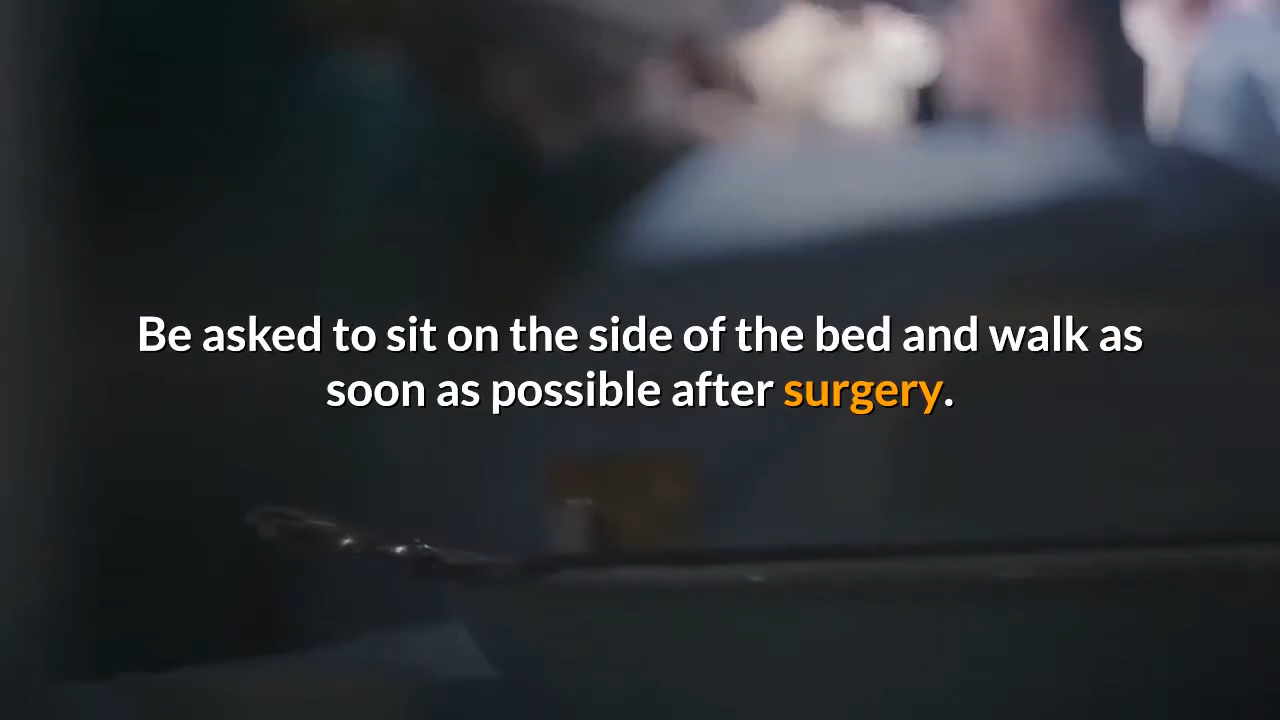 Be asked to sit on the side of the bed and walk as
soon as possible after surgery.